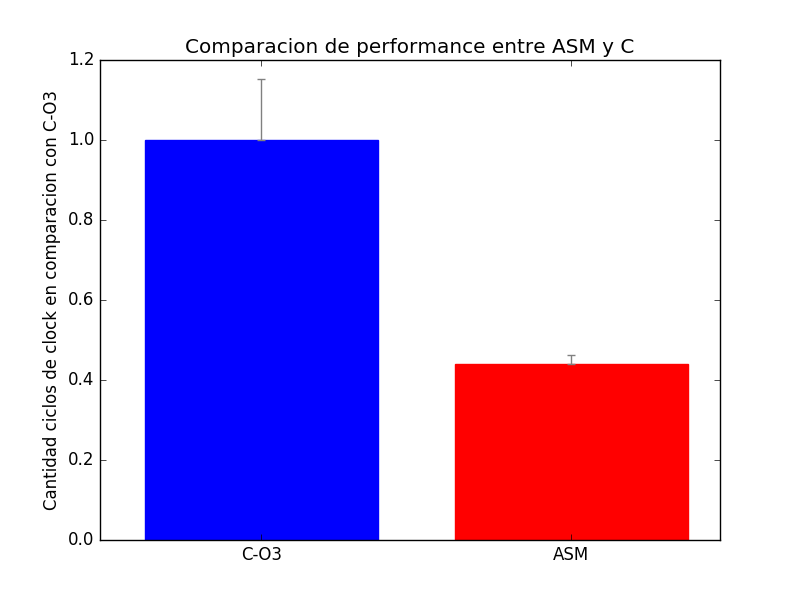 Comparacion de performance entre ASM y C
Cantidad ciclos de clock en comparacion con C-O3
1.2
1.0
0.8
0.6
0.4
0.2
0.0
C-O3 ASM